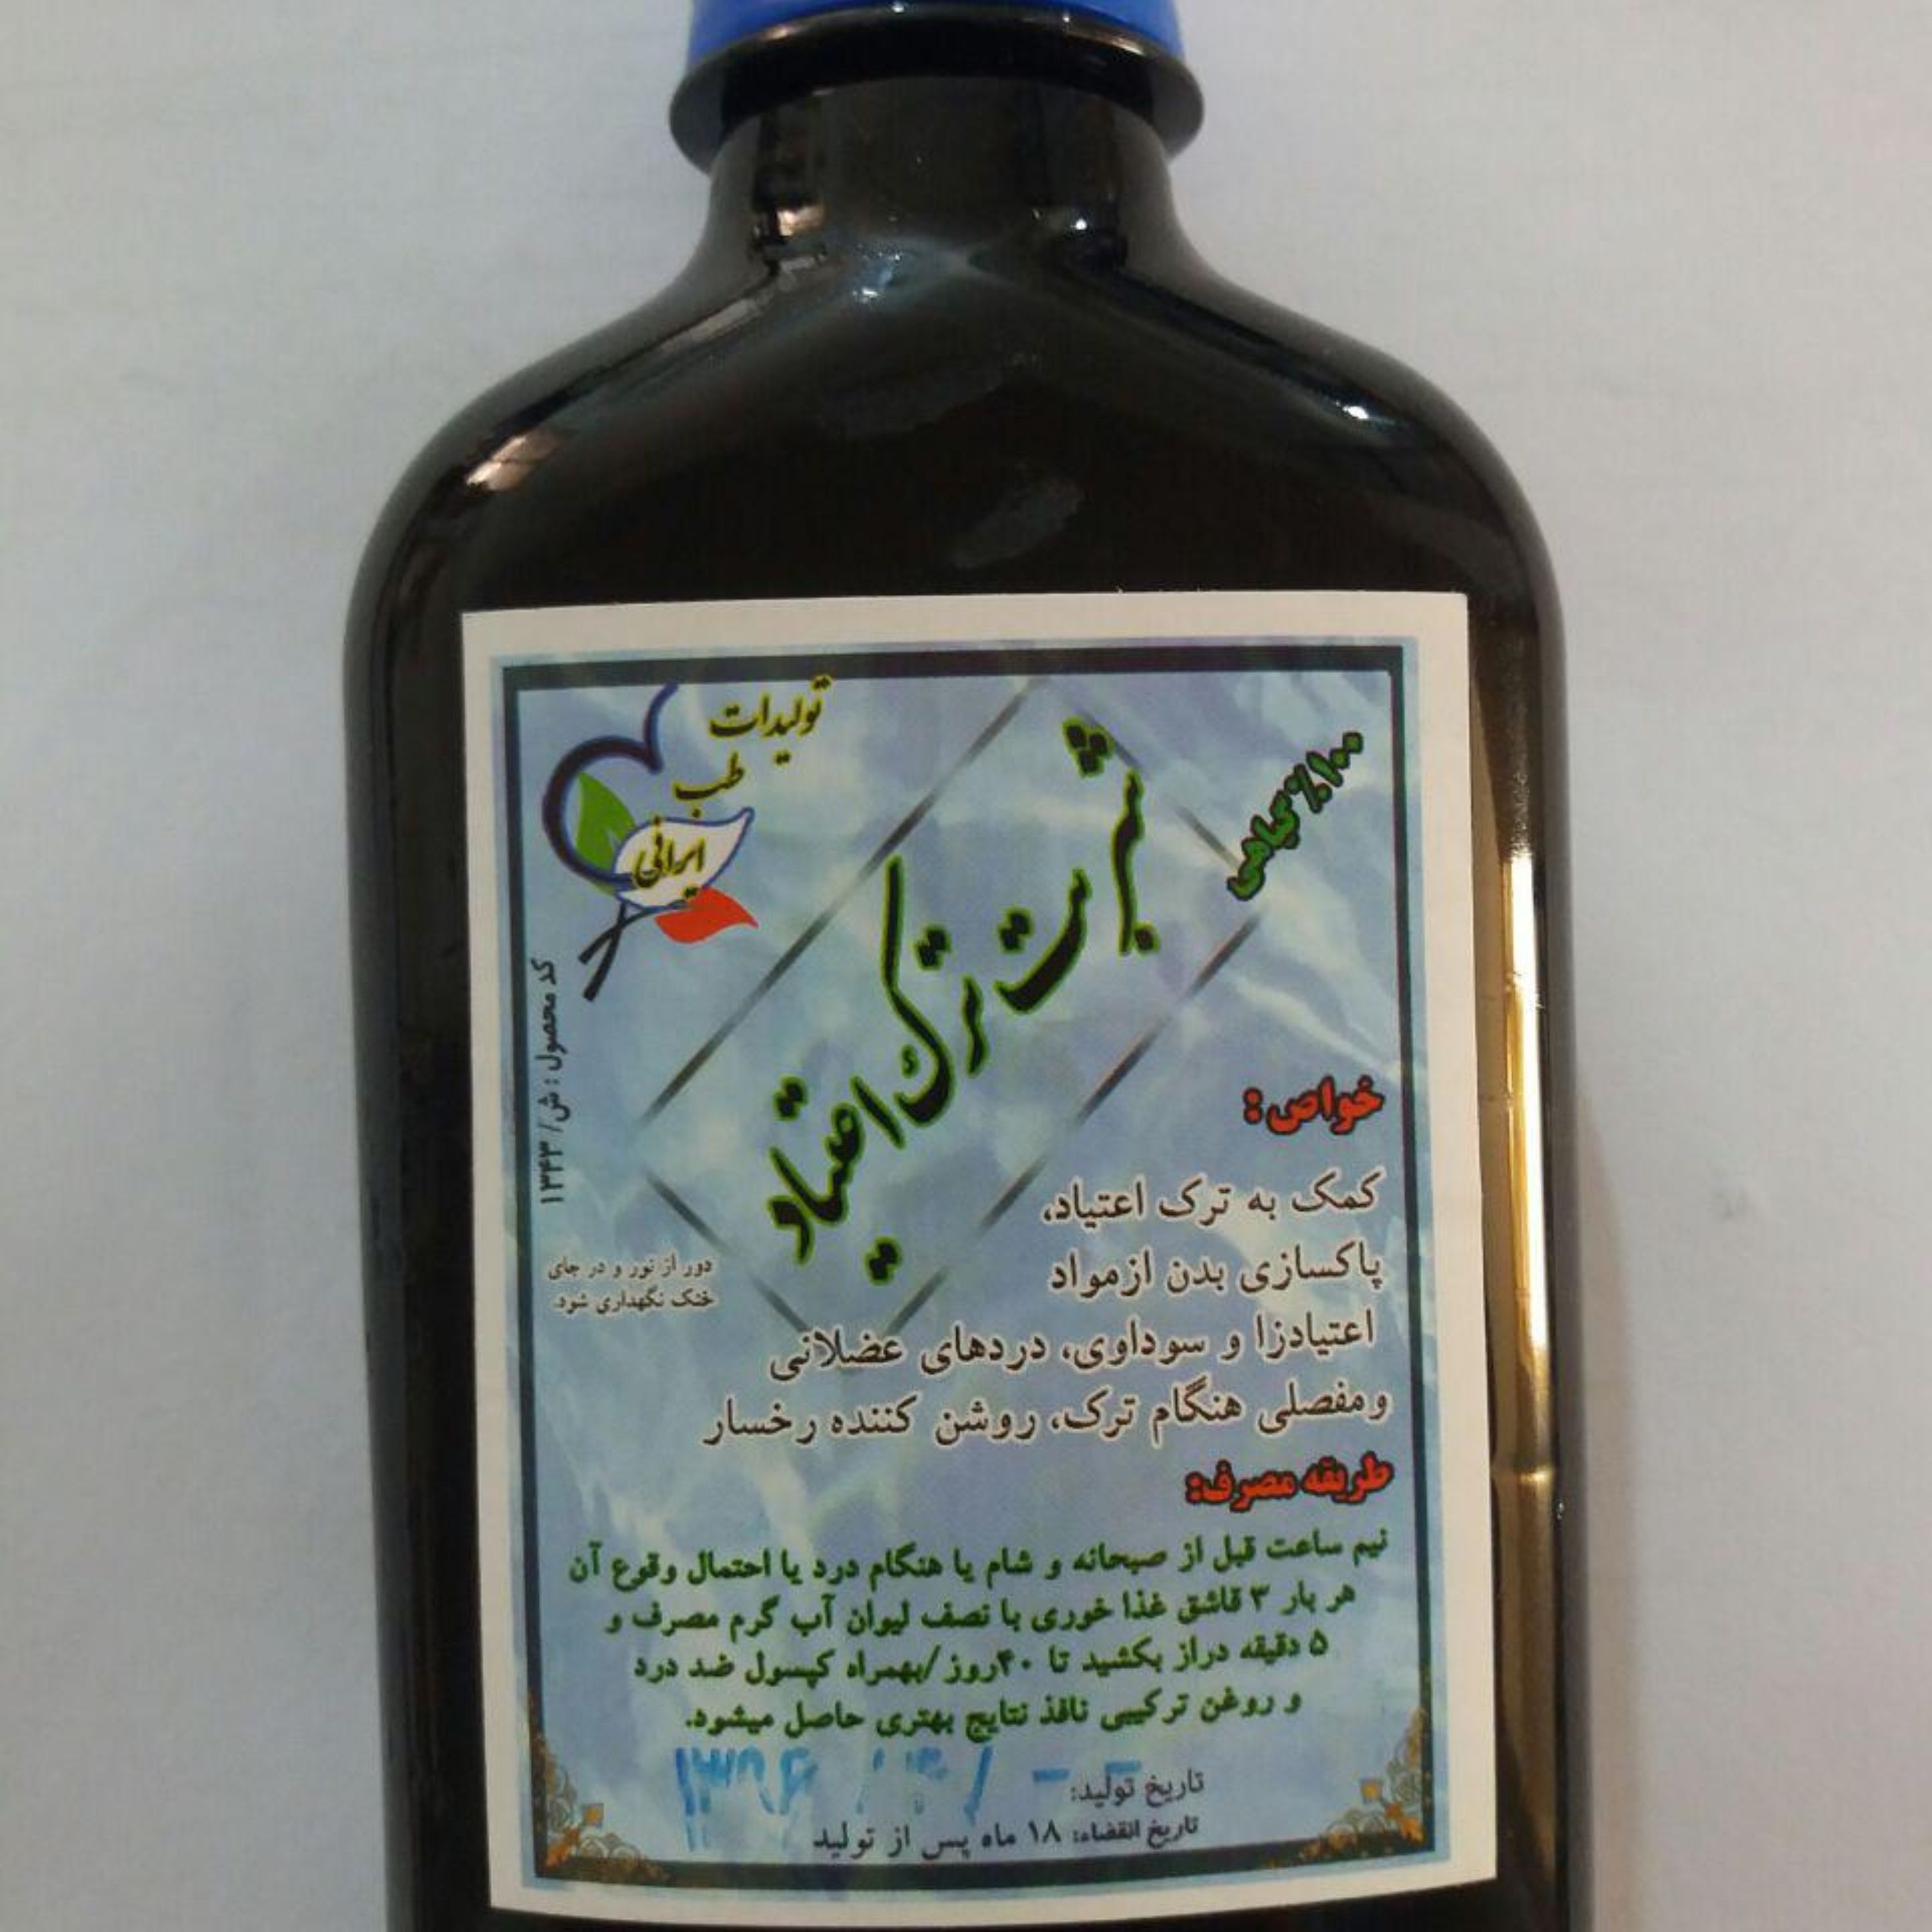 تولیدات
طب
ایرانی
۱۰۰٪ گیاهی
شربت ترک اعتیاد
کد محصول : ش/ ۱۳۴۳
خواص:
کمک به ترک اعتیاد،
پاکسازی بدن ازمواد
اعتیادزا و سوداوی، دردهای عضلانی
ومفصلی هنگام ترک، روشن کننده رخسار
دور از نور و در جای
خنک نگهداری شود.
طریقه مصرف:
نیم ساعت قبل از صبحانه و شام یا هنگام درد یا احتمال وقوع آن
هر بار ۳ قاشق غذا خوری با نصف لیوان آب گرم مصرف و
۵ دقیقه دراز بکشید تا ۴۰روز /بهمراه کپسول ضد درد
و روغن ترکیبی نافذ نتایج بهتری حاصل میشود.
تاریخ تولید:
تاریخ انقضاء: ۱۸ ماه پس از تولید